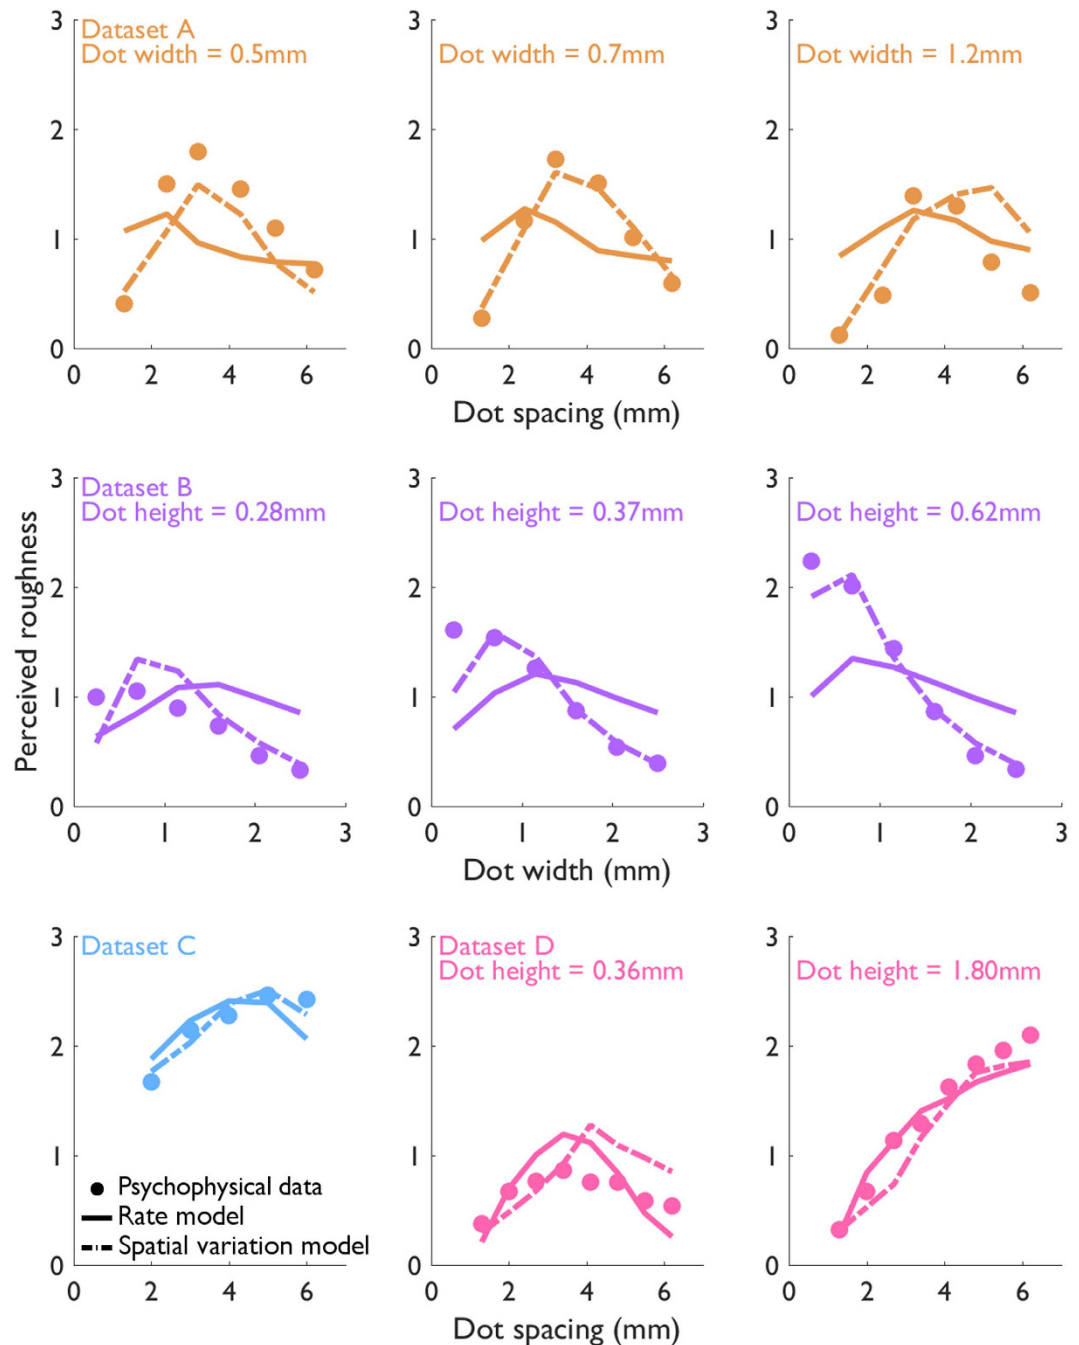 3
Dataset A
Dot width = 0.5mm
Dot width = 0.7mm
Dot width = 1.2mm
2
1
0
0 2 4 6
3
2
1
0
0 2 4 6
3
2
1
0
0 2 4 6
Dot spacing (mm)
Perceived roughness
3
Dataset B
Dot height = 0.28mm
Dot height = 0.37mm
Dot height = 0.62mm
2
1
0
0 1 2 3
3
2
1
0
0 1 2 3
3
2
1
0
0 1 2 3
Dot width (mm)
3
Dataset C
2
1
0
0 2 4 6
Psychophysical data
Rate model
Spatial variation model
3
Dataset D
Dot height = 0.36mm
Dot height = 1.80mm
2
1
0
0 2 4 6
3
2
1
0
0 2 4 6
Dot spacing (mm)